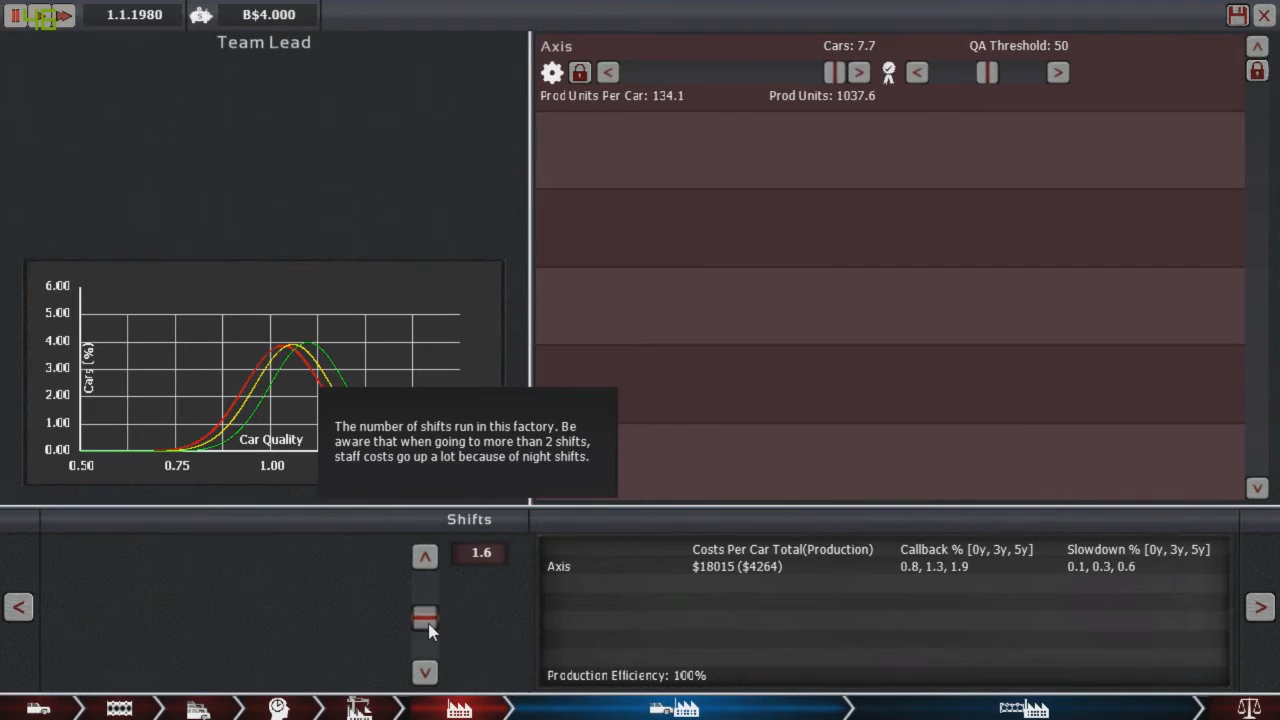 1.1.1980
B$4.000
Team Lead
Axis
Cars: 7.7
QA Threshold: 50
Prod Units Per Car: 134.1
Prod Units: 1037.6
6.00
5.00
4.00
3.00
2.00
1.00
0.00
Cars [%]
Car Quality
0.50
0.75
1.00
The number of shifts run in this factory. Be
aware that when going to more than 2 shifts,
staff costs go up a lot because of night shifts.
Shifts
1.6
Costs Per Car Total(Production)
Callback % [0y, 3y, 5y]
Slowdown % [0y, 3y, 5y]
Axis
$18015 ($4264)
0.8, 1.3, 1.9
0.1, 0.3, 0.6
Production Efficiency: 100%